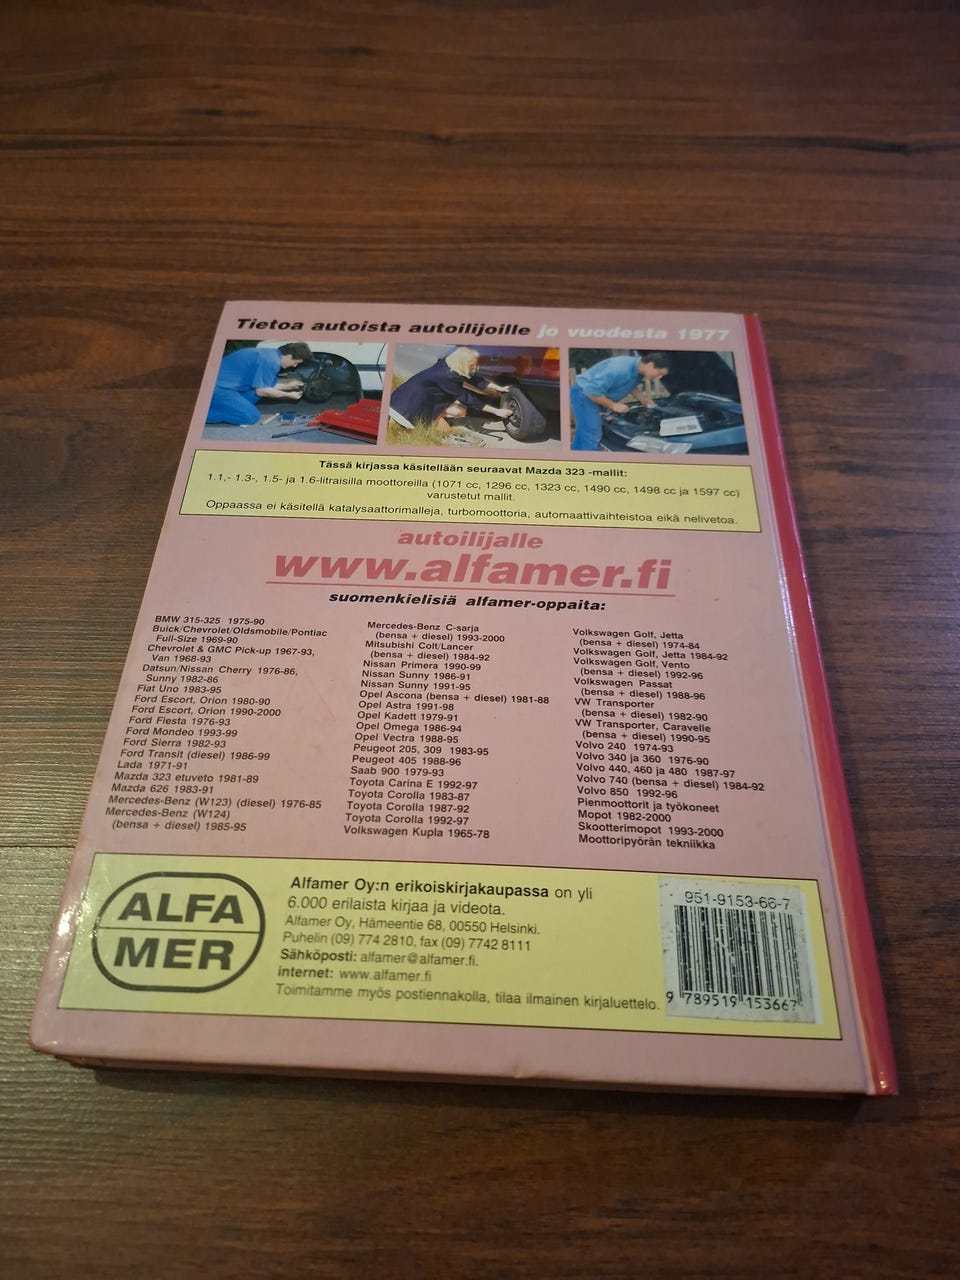 Tietoa autoista autoilijoille jo vuodesta 1977
Tässä kirjassa käsitellään seuraavat Mazda 323 -mallit:
1.1,- 1.3-, 1.5- ja 1.6-litraisilla moottoreilla (1071 cc, 1296 cc, 1323 cc, 1490 cc, 1498 cc ja 1597 cc)
varustetut mallit.
Oppaassa ei käsitellä katalysaattorimalleja, turbomoottoria, automaattivaihteistoa eikä nelivetoa.
autoilijalle
www.alfamer.fi
suomenkielisiä alfamer-oppaita:
BMW 315-325 1975-90
Buick/Chevrolet/Oldsmobile/Pontiac
Full-Size 1969-90
Chevrolet & GMC Pick-up 1967-93,
Van 1968-93
Datsun/Nissan Cherry 1976-86,
Sunny 1982-86
Fiat Uno 1983-95
Ford Escort, Orion 1980-90
Ford Escort, Orion 1990-2000
Ford Fiesta 1976-93
Ford Mondeo 1993-99
Ford Sierra 1982-93
Ford Transit (diesel) 1986-99
Lada 1971-91
Mazda 323 etuveto 1981-89
Mazda 626 1983-91
Mercedes-Benz (W123) (diesel) 1976-85
Mercedes-Benz (W124)
(bensa + diesel) 1985-95
Mercedes-Benz C-sarja
(bensa + diesel) 1993-2000
Mitsubishi Colt/Lancer
(bensa + diesel) 1984-92
Nissan Primera 1990-99
Nissan Sunny 1986-91
Nissan Sunny 1991-95
Opel Ascona (bensa + diesel) 1981-88
Opel Astra 1991-98
Opel Kadett 1979-91
Opel Omega 1986-94
Opel Vectra 1988-95
Peugeot 205, 309 1983-95
Peugeot 405 1988-96
Saab 900 1979-93
Toyota Carina E 1992-97
Toyota Corolla 1983-87
Toyota Corolla 1987-92
Toyota Corolla 1992-97
Volkswagen Kupla 1965-78
Volkswagen Golf, Jetta
(bensa + diesel) 1974-84
Volkswagen Golf, Jetta 1984-92
Volkswagen Golf, Vento
(bensa + diesel) 1992-96
Volkswagen Passat
(bensa + diesel) 1988-96
VW Transporter
(bensa + diesel) 1982-90
VW Transporter, Caravelle
(bensa + diesel) 1990-95
Volvo 240 1974-93
Volvo 340 ja 360 1976-90
Volvo 440, 460 ja 480 1987-97
Volvo 740 (bensa + diesel) 1984-92
Volvo 850 1992-96
Pienmoottorit ja työkoneet
Mopot 1982-2000
Skootterimopot 1993-2000
Moottoripyörän tekniikka
ALFA
MER
Alfamer Oy:n erikoiskirjakaupassa on yli
6.000 erilaista kirjaa ja videota.
Alfamer Oy, Hämeentie 68, 00550 Helsinki.
Puhelin (09) 774 2810, fax (09) 7742 8111
Sähköposti: alfamer@alfamer.fi.
internet: www.alfamer.fi
Toimitamme myös postiennakolla, tilaa ilmainen kirjaluettelo.
951-9153-66-7
9 789519 153667